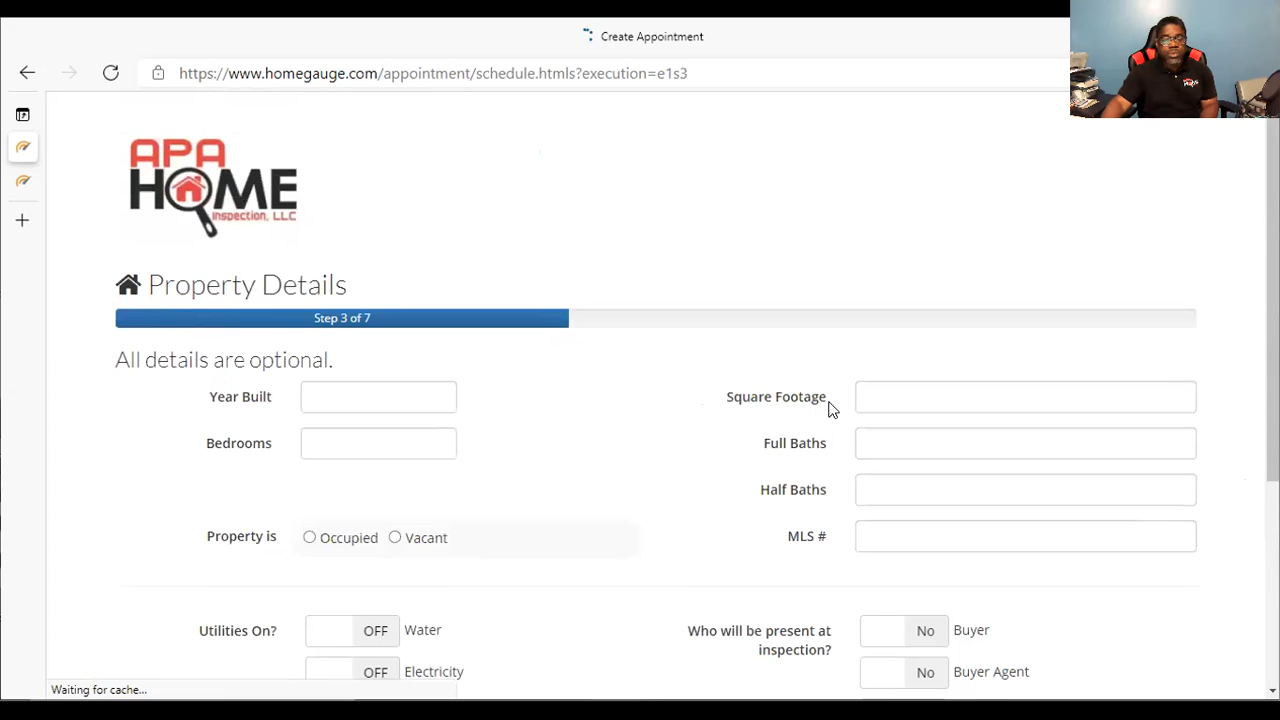 Create Appointment
https://www.homegauge.com/appointment/schedule.htmls?execution=e1s3
APA
HOME
inspection, LLC
Property Details
Step 3 of 7
All details are optional.
Year Built
Square Footage
Bedrooms
Full Baths
Half Baths
Property is Occupied Vacant
MLS #
Utilities On? OFF Water
Who will be present at inspection? No Buyer
OFF Electricity
No Buyer Agent
Waiting for cache...